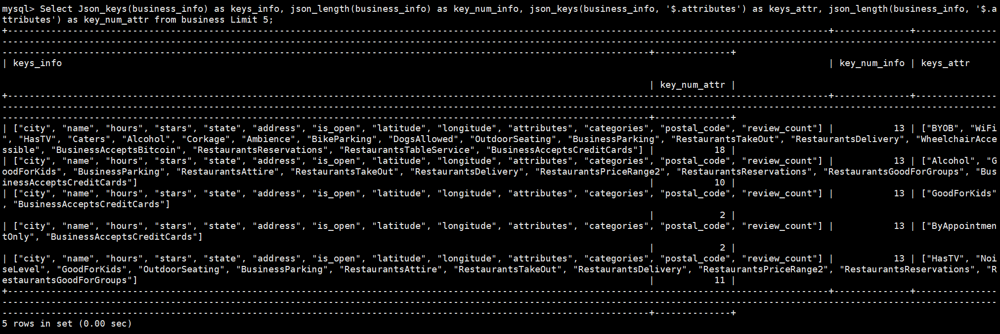 mysql> Select Json_keys(business_info) as keys_info, json_length(business_info) as key_num_info, json_keys(business_info, '$.attributes') as keys_attr, json_length(business_info, '$.a
ttributes') as key_num_attr from business Limit 5;
+-------------------------------------------------------------------------------------------------------------------------------------------------------+--------------+---------------
---------------------------------------------------------------------------------------------------------------------------------------------------------------------------------------
-----------------------------------------------------------------------------------------------------------------------+--------------+
| keys_info                                                                                                                                             | key_num_info | keys_attr
                                                                                                                       | key_num_attr |
+-------------------------------------------------------------------------------------------------------------------------------------------------------+--------------+---------------
---------------------------------------------------------------------------------------------------------------------------------------------------------------------------------------
-----------------------------------------------------------------------------------------------------------------------+--------------+
| ["city", "name", "hours", "stars", "state", "address", "is_open", "latitude", "longitude", "attributes", "categories", "postal_code", "review_count"] |           13 | ["BYOB", "WiFi
", "HasTV", "Caters", "Alcohol", "Corkage", "Ambience", "BikeParking", "DogsAllowed", "OutdoorSeating", "BusinessParking", "RestaurantsTakeOut", "RestaurantsDelivery", "WheelchairAcce
ssible", "BusinessAcceptsBitcoin", "RestaurantsReservations", "RestaurantsTableService", "BusinessAcceptsCreditCards"] |           18 |
| ["city", "name", "hours", "stars", "state", "address", "is_open", "latitude", "longitude", "attributes", "categories", "postal_code", "review_count"] |           13 | ["Alcohol", "G
oodForKids", "BusinessParking", "RestaurantsAttire", "RestaurantsTakeOut", "RestaurantsDelivery", "RestaurantsPriceRange2", "RestaurantsReservations", "RestaurantsGoodForGroups", "Bus
inessAcceptsCreditCards"]                                                                                              |           10 |
| ["city", "name", "hours", "stars", "state", "address", "is_open", "latitude", "longitude", "attributes", "categories", "postal_code", "review_count"] |           13 | ["GoodForKids"
, "BusinessAcceptsCreditCards"]
                                                                                                                       |            2 |
| ["city", "name", "hours", "stars", "state", "address", "is_open", "latitude", "longitude", "attributes", "categories", "postal_code", "review_count"] |           13 | ["ByAppointmen
tOnly", "BusinessAcceptsCreditCards"]
                                                                                                                       |            2 |
| ["city", "name", "hours", "stars", "state", "address", "is_open", "latitude", "longitude", "attributes", "categories", "postal_code", "review_count"] |           13 | ["HasTV", "Noi
seLevel", "GoodForKids", "OutdoorSeating", "BusinessParking", "RestaurantsAttire", "RestaurantsTakeOut", "RestaurantsDelivery", "RestaurantsPriceRange2", "RestaurantsReservations", "R
estaurantsGoodForGroups"]                                                                                              |           11 |
+-------------------------------------------------------------------------------------------------------------------------------------------------------+--------------+---------------
---------------------------------------------------------------------------------------------------------------------------------------------------------------------------------------
-----------------------------------------------------------------------------------------------------------------------+--------------+
5 rows in set (0.00 sec)